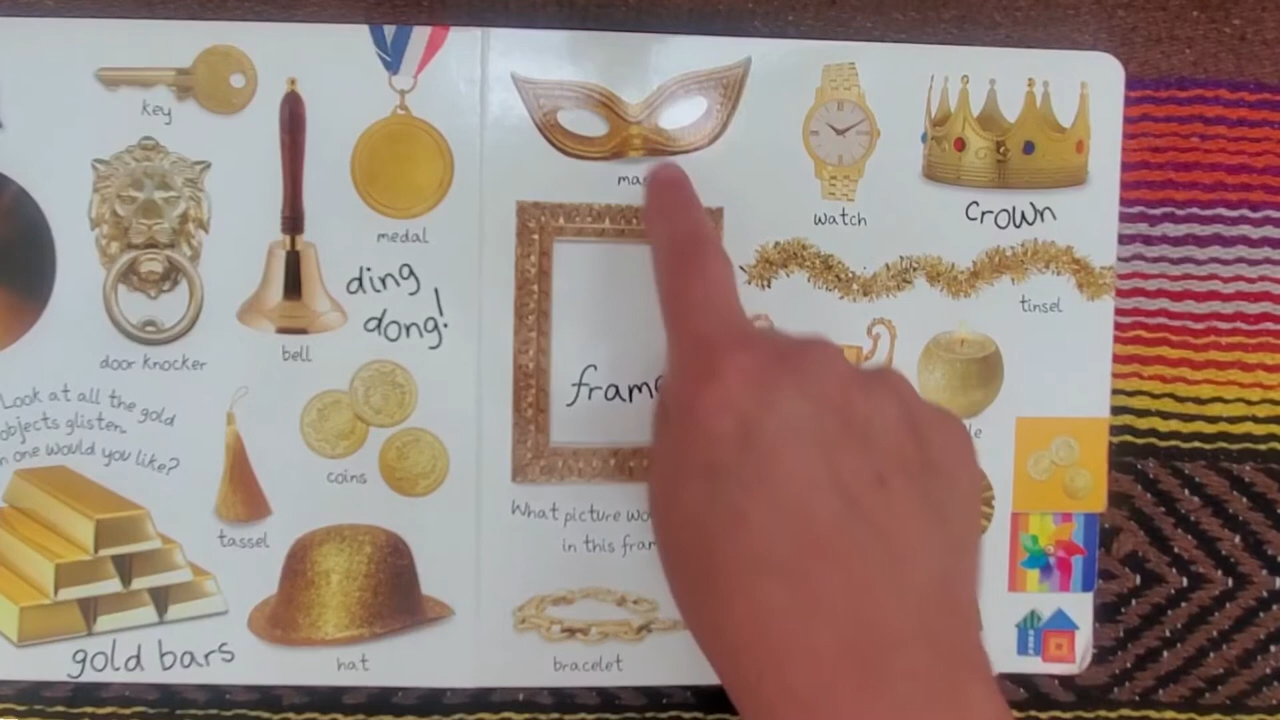 key
medal
door knocker
bell
ding
dong!
Look at all the gold
objects glisten.
one would you like?
coins
tassel
gold bars
hat
watch
crown
tinsel
What picture
in this
bracelet